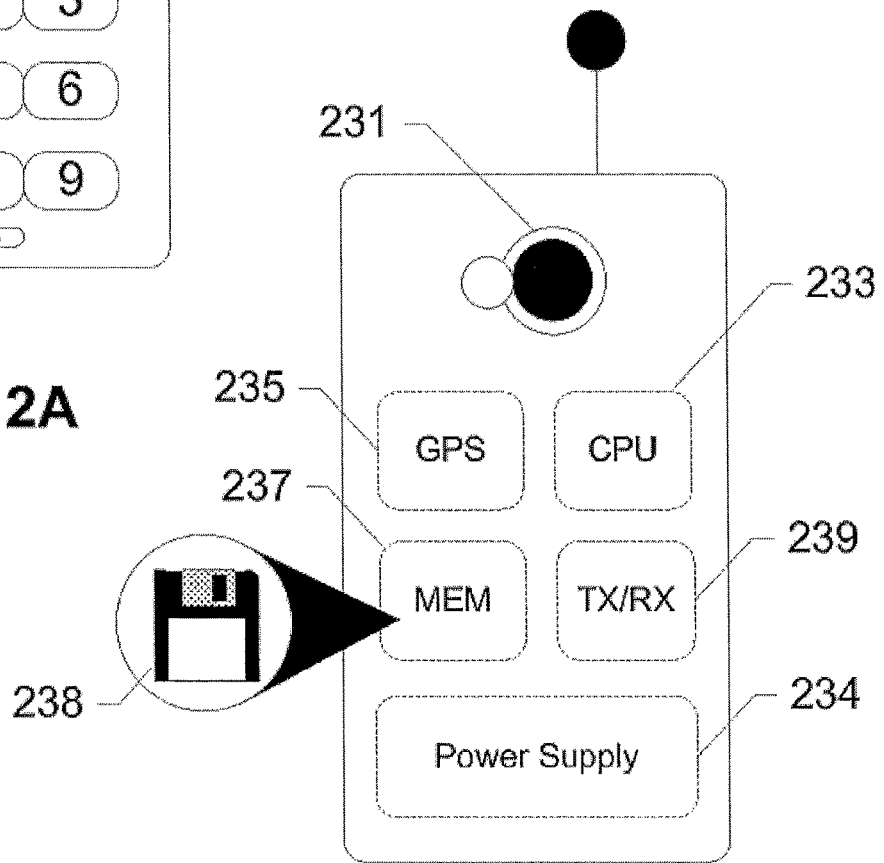 3
6
231
9
233
235
2A
GPS
CPU
237
239
MEM
TX/RX
238
234
Power Supply